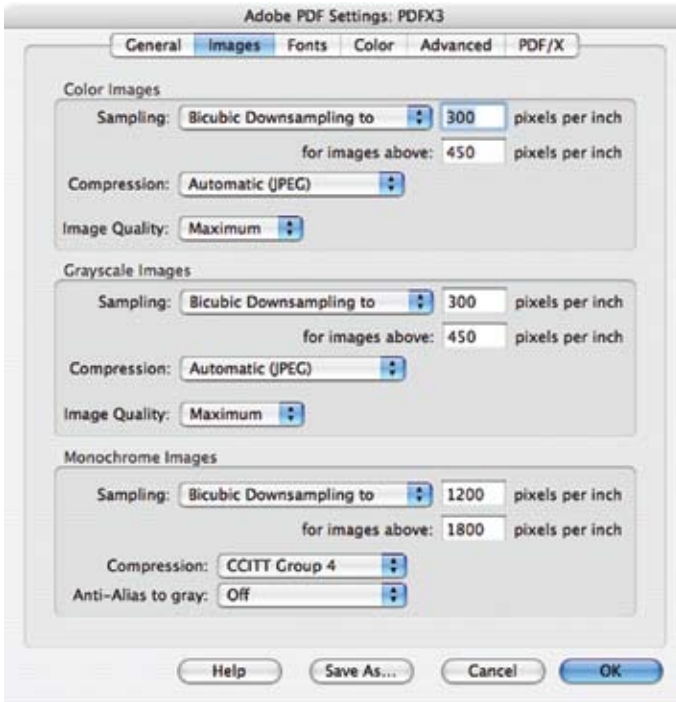 Adobe PDF Settings: PDFX3
General Images Fonts Color Advanced PDF/X
Color Images
Sampling: Bicubic Downsampling to 300 pixels per inch
for images above: 450 pixels per inch
Compression: Automatic (JPEG)
Image Quality: Maximum
Grayscale Images
Sampling: Bicubic Downsampling to 300 pixels per inch
for images above: 450 pixels per inch
Compression: Automatic (JPEG)
Image Quality: Maximum
Monochrome Images
Sampling: Bicubic Downsampling to 1200 pixels per inch
for images above: 1800 pixels per inch
Compression: CCITT Group 4
Anti-Alias to gray: Off
Help Save As... Cancel OK